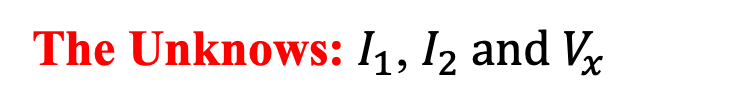 The Unknows: I₁, I₂ and Vₓ